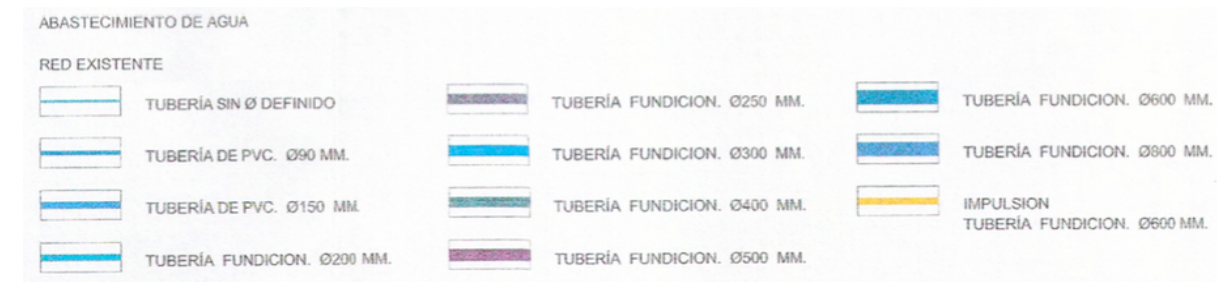 ABASTECIMIENTO DE AGUA
RED EXISTENTE
TUBERÍA SIN Ø DEFINIDO
TUBERÍA DE PVC. Ø90 MM.
TUBERÍA DE PVC. Ø150 MM.
TUBERÍA FUNDICION. Ø200 MM.
TUBERÍA FUNDICION. Ø250 MM.
TUBERÍA FUNDICION. Ø300 MM.
TUBERÍA FUNDICION. Ø400 MM.
TUBERÍA FUNDICION. Ø500 MM.
TUBERÍA FUNDICION. Ø600 MM.
TUBERÍA FUNDICION. Ø800 MM.
IMPULSION
TUBERÍA FUNDICION. Ø600 MM.